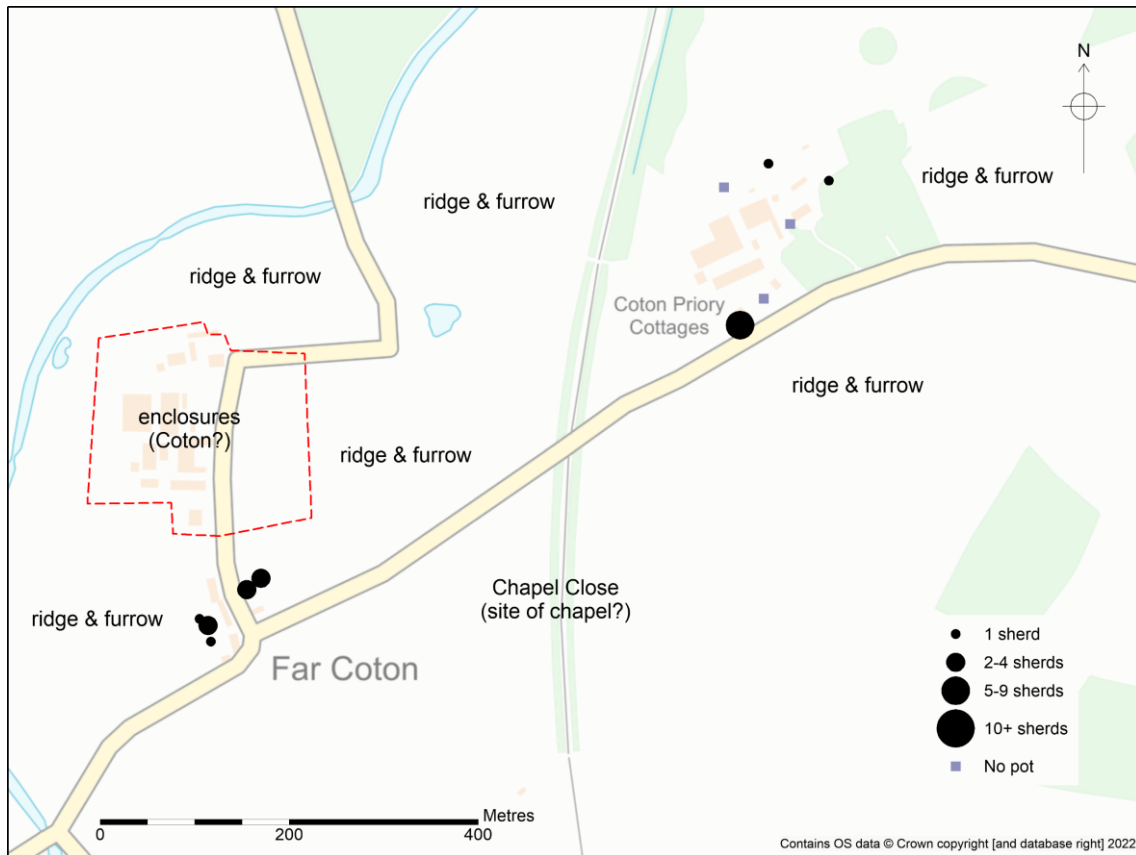 N
ridge & furrow
ridge & furrow
ridge & furrow
Coton Priory
Cottages
ridge & furrow
enclosures
(Coton?)
ridge & furrow
Chapel Close
(site of chapel?)
ridge & furrow
Far Coton
1 sherd
2-4 sherds
5-9 sherds
10+ sherds
No pot
Metres
0
200
400
Contains OS data © Crown copyright [and database right] 2022